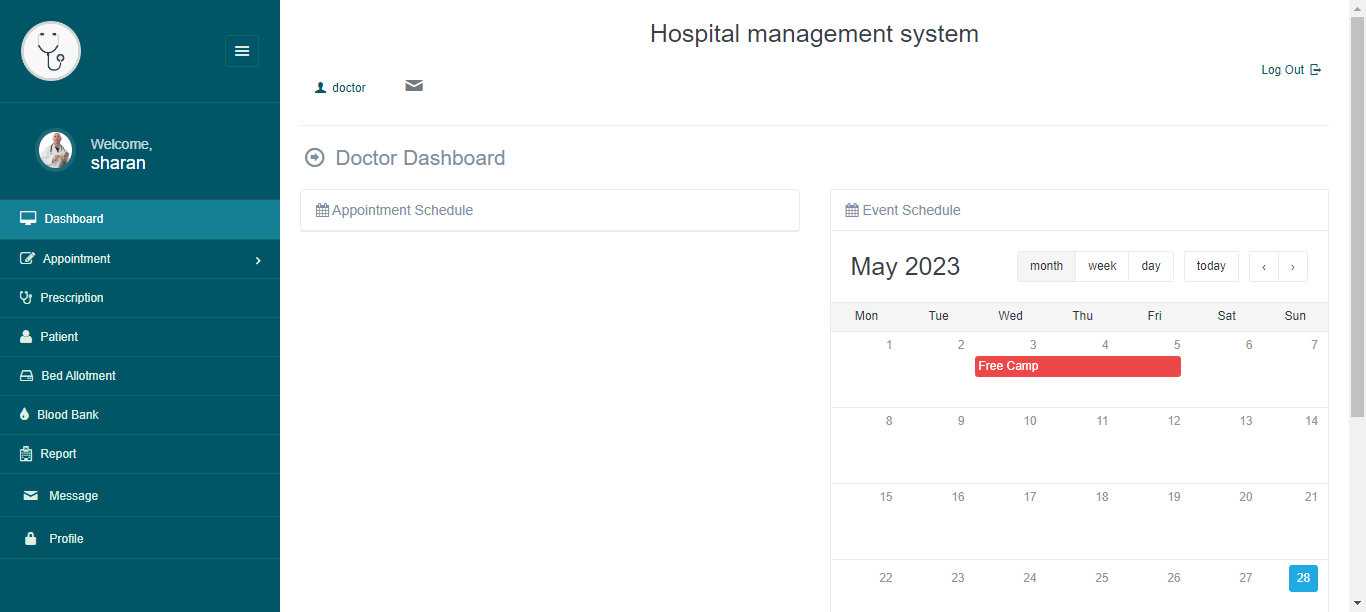 Hospital management system
Log Out
doctor
Welcome,
sharan
Dashboard
Appointment
Prescription
Patient
Bed Allotment
Blood Bank
Report
Message
Profile
Doctor Dashboard
Appointment Schedule
Event Schedule
May 2023
month week day today ‹ ›
Mon Tue Wed Thu Fri Sat Sun
1 2 3 4 5 6 7
Free Camp
8 9 10 11 12 13 14
15 16 17 18 19 20 21
22 23 24 25 26 27 28